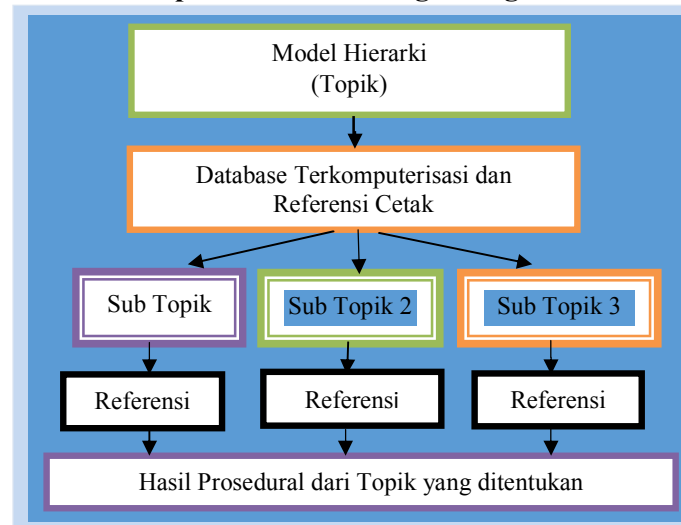 Model Hierarki
(Topik)
Database Terkomputerisasi dan
Referensi Cetak
Sub Topik
Sub Topik 2
Sub Topik 3
Referensi
Referensi
Referensi
Hasil Prosedural dari Topik yang ditentukan